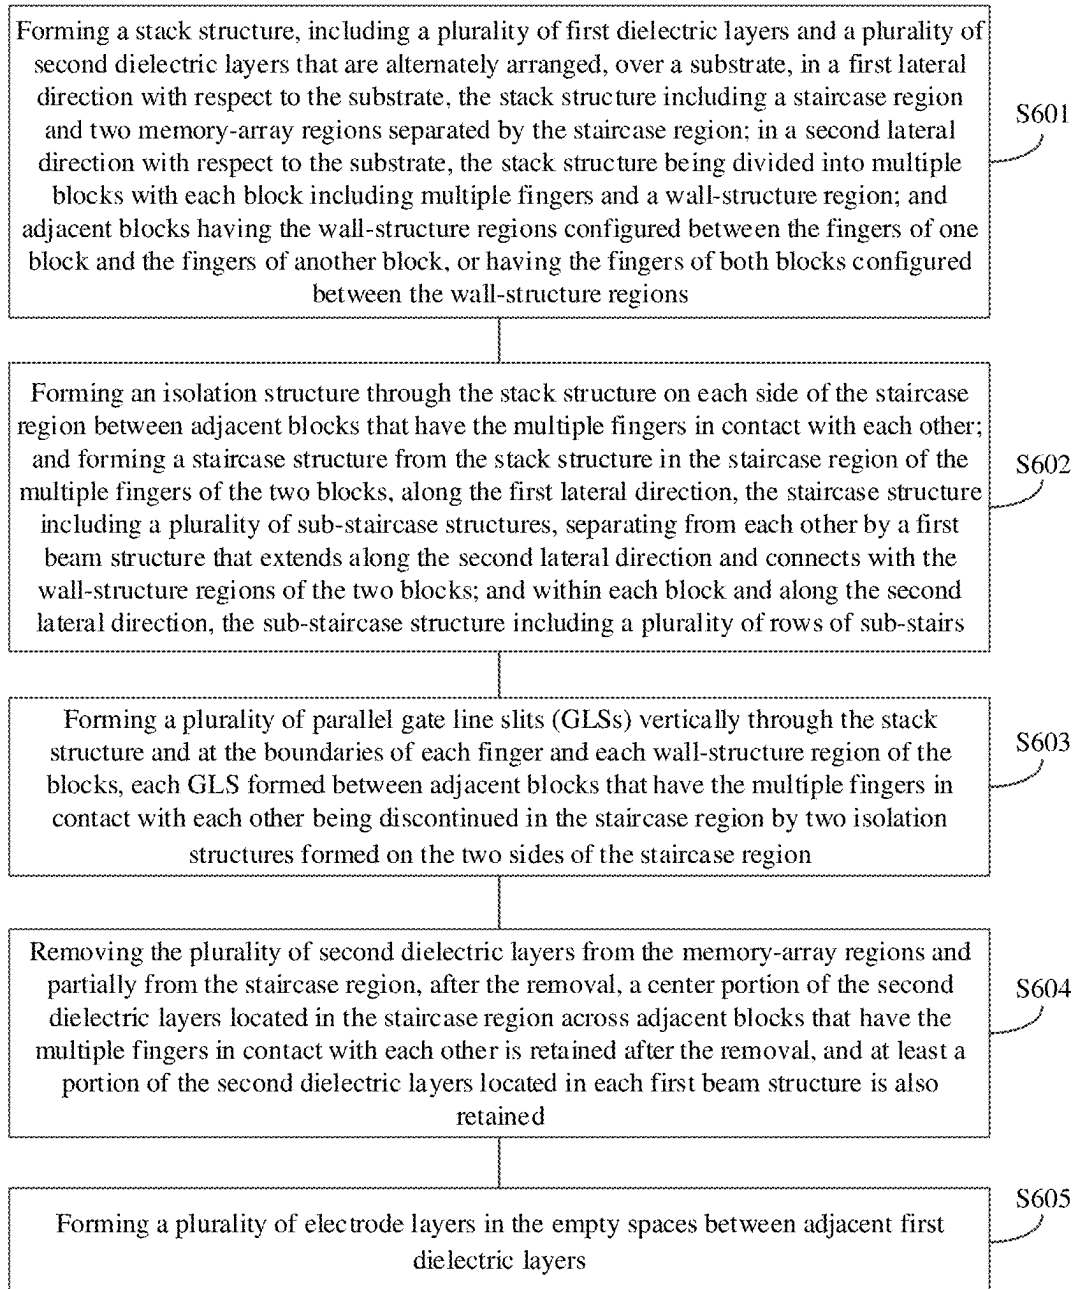 Forming a stack structure, including a plurality of first dielectric layers and a plurality of
second dielectric layers that are alternately arranged, over a substrate, in a first lateral
direction with respect to the substrate, the stack structure including a staircase region
and two memory-array regions separated by the staircase region; in a second lateral
direction with respect to the substrate, the stack structure being divided into multiple
blocks with each block including multiple fingers and a wall-structure region; and
adjacent blocks having the wall-structure regions configured between the fingers of one
block and the fingers of another block, or having the fingers of both blocks configured
between the wall-structure regions
S601
Forming an isolation structure through the stack structure on each side of the staircase
region between adjacent blocks that have the multiple fingers in contact with each other;
and forming a staircase structure from the stack structure in the staircase region of the
multiple fingers of the two blocks, along the first lateral direction, the staircase structure
including a plurality of sub-staircase structures, separating from each other by a first
beam structure that extends along the second lateral direction and connects with the
wall-structure regions of the two blocks; and within each block and along the second
lateral direction, the sub-staircase structure including a plurality of rows of sub-stairs
S602
Forming a plurality of parallel gate line slits (GLSs) vertically through the stack
structure and at the boundaries of each finger and each wall-structure region of the
blocks, each GLS formed between adjacent blocks that have the multiple fingers in
contact with each other being discontinued in the staircase region by two isolation
structures formed on the two sides of the staircase region
S603
Removing the plurality of second dielectric layers from the memory-array regions and
partially from the staircase region, after the removal, a center portion of the second
dielectric layers located in the staircase region across adjacent blocks that have the
multiple fingers in contact with each other is retained after the removal, and at least a
portion of the second dielectric layers located in each first beam structure is also
retained
S604
Forming a plurality of electrode layers in the empty spaces between adjacent first
dielectric layers
S605